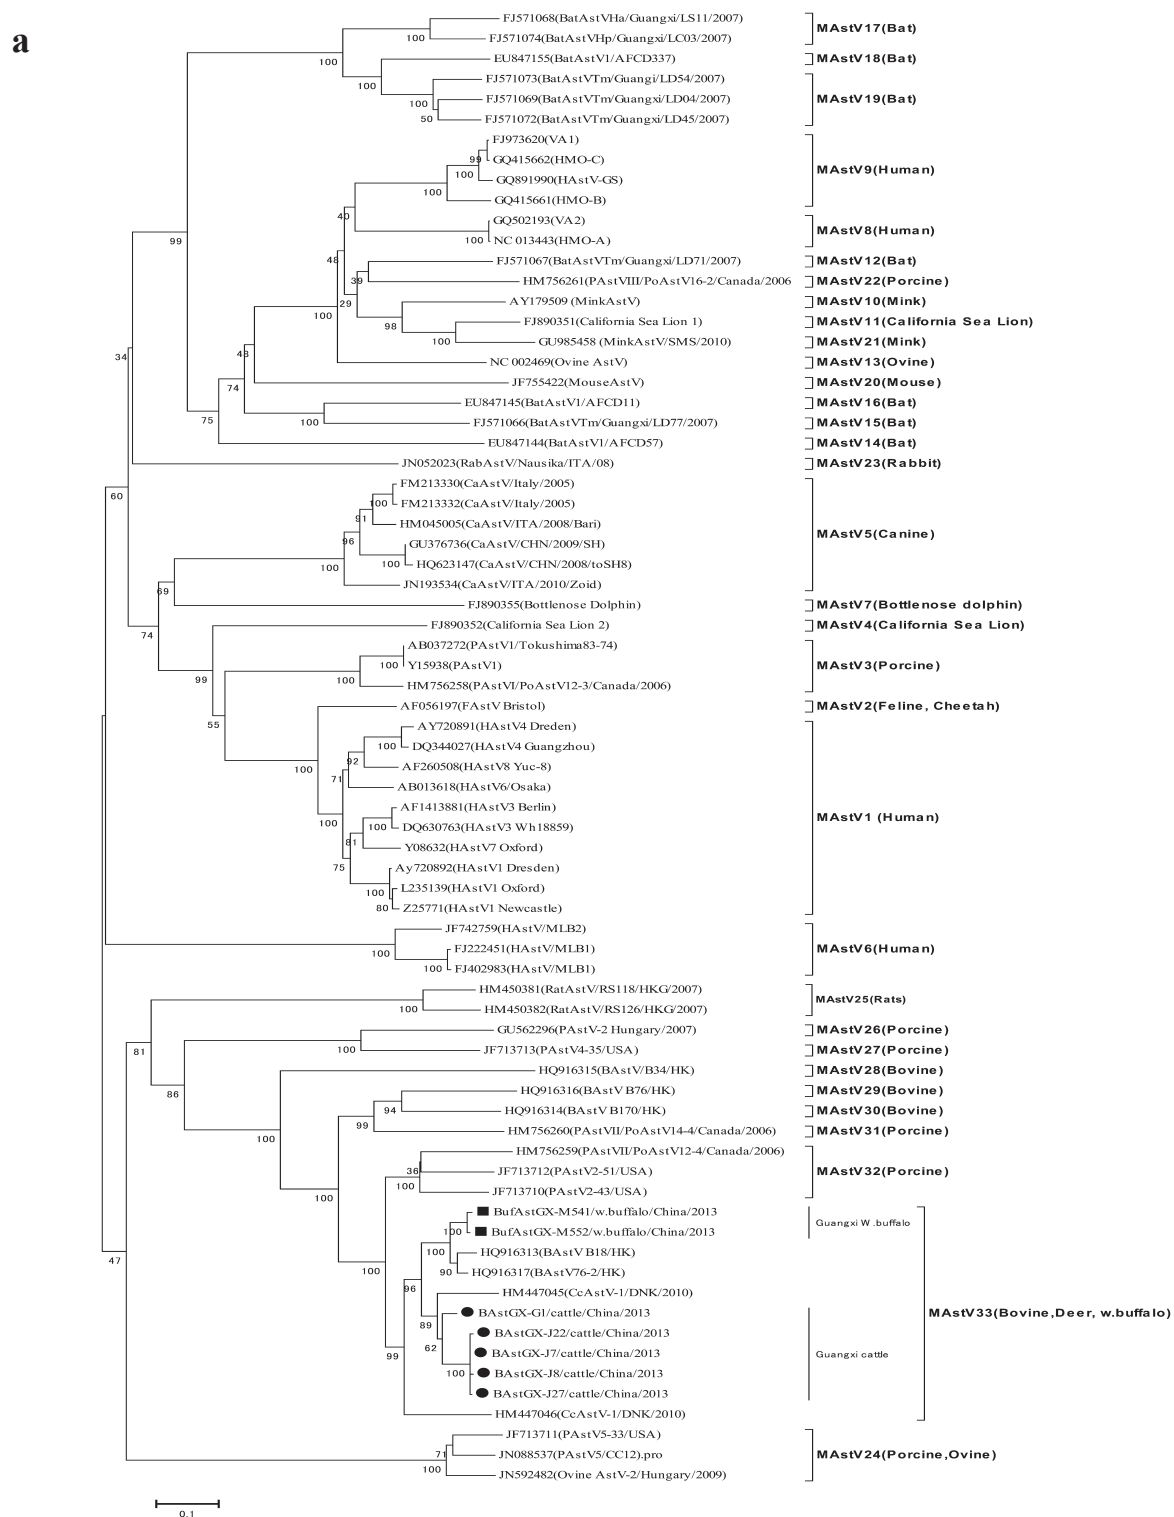 a
FJ571068(BatAstVHa/Guangxi/LS11/2007)
MAstV17(Bat)
100
FJ571074(BatAstVHp/Guangxi/LC03/2007)
100
EU847155(BatAstV1/AFCD337)
MAstV18(Bat)
100
FJ571073(BatAstVTm/Guangi/LD54/2007)
100
FJ571069(BatAstVTm/Guangxi/LD04/2007)
MAstV19(Bat)
50
FJ571072(BatAstVTm/Guangxi/LD45/2007)
FJ973620(VA1)
99
GQ415662(HMO-C)
MAstV9(Human)
100
GQ891990(HAstV-GS)
100
GQ415661(HMO-B)
40
GQ502193(VA2)
MAstV8(Human)
99
100
NC 013443(HMO-A)
48
FJ571067(BatAstVTm/Guangxi/LD71/2007)
MAstV12(Bat)
39
HM756261(PAstVIII/PoAstV16-2/Canada/2006
MAstV22(Porcine)
29
AY179509 (MinkAstV)
MAstV10(Mink)
100
98
FJ890351(California Sea Lion 1)
MAstV11(California Sea Lion)
100
GU985458 (MinkAstV/SMS/2010)
MAstV21(Mink)
34
43
NC 002469(Ovine AstV)
MAstV13(Ovine)
74
JF755422(MouseAstV)
MAstV20(Mouse)
EU847145(BatAstV1/AFCD11)
MAstV16(Bat)
75
100
FJ571066(BatAstVTm/Guangxi/LD77/2007)
MAstV15(Bat)
EU847144(BatAstV1/AFCD57)
MAstV14(Bat)
JN052023(RabAstV/Nausika/ITA/08)
MAstV23(Rabbit)
60
FM213330(CaAstV/Italy/2005)
100
FM213332(CaAstV/Italy/2005)
91
HM045005(CaAstV/ITA/2008/Bari)
MAstV5(Canine)
96
GU376736(CaAstV/CHN/2009/SH)
100
100
HQ623147(CaAstV/CHN/2008/toSH8)
69
JN193534(CaAstV/ITA/2010/Zoid)
FJ890355(Bottlenose Dolphin)
MAstV7(Bottlenose dolphin)
74
FJ890352(California Sea Lion 2)
MAstV4(California Sea Lion)
AB037272(PAstV1/Tokushima83-74)
100
Y15938(PAstV1)
MAstV3(Porcine)
99
100
HM756258(PAstVI/PoAstV12-3/Canada/2006)
AF056197(FAstV Bristol)
MAstV2(Feline, Cheetah)
55
AY720891(HAstV4 Dreden)
100
DQ344027(HAstV4 Guangzhou)
92
100
AF260508(HAstV8 Yuc-8)
71
AB013618(HAstV6/Osaka)
AF1413881(HAstV3 Berlin)
MAstV1 (Human)
100
100
DQ630763(HAstV3 Wh18859)
81
Y08632(HAstV7 Oxford)
75
Ay720892(HAstV1 Dresden)
100
L235139(HAstV1 Oxford)
80
Z25771(HAstV1 Newcastle)
JF742759(HAstV/MLB2)
100
FJ222451(HAstV/MLB1)
MAstV6(Human)
100
FJ402983(HAstV/MLB1)
HM450381(RatAstV/RS118/HKG/2007)
MAstV25(Rats)
100
HM450382(RatAstV/RS126/HKG/2007)
GU562296(PAstV-2 Hungary/2007)
MAstV26(Porcine)
81
100
JF713713(PAstV4-35/USA)
MAstV27(Porcine)
HQ916315(BAstV/B34/HK)
MAstV28(Bovine)
86
HQ916316(BAstV B76/HK)
MAstV29(Bovine)
94
HQ916314(BAstV B170/HK)
MAstV30(Bovine)
99
100
HM756260(PAstVII/PoAstV14-4/Canada/2006)
MAstV31(Porcine)
HM756259(PAstVII/PoAstV12-4/Canada/2006)
36
JF713712(PAstV2-51/USA)
MAstV32(Porcine)
100
100
JF713710(PAstV2-43/USA)
BufAstGX-M541/w.buffalo/China/2013
Guangxi W .buffalo
100
BufAstGX-M552/w.buffalo/China/2013
100
HQ916313(BAstV B18/HK)
47
100
90
HQ916317(BAstV76-2/HK)
96
HM447045(CcAstV-1/DNK/2010)
BAstGX-G1/cattle/China/2013
MAstV33(Bovine,Deer, w.buffalo)
89
BAstGX-J22/cattle/China/2013
62
99
BAstGX-J7/cattle/China/2013
Guangxi cattle
100
BAstGX-J8/cattle/China/2013
BAstGX-J27/cattle/China/2013
HM447046(CcAstV-1/DNK/2010)
JF713711(PAstV5-33/USA)
71
JN088537(PAstV5/CC12).pro
MAstV24(Porcine,Ovine)
100
JN592482(Ovine AstV-2/Hungary/2009)
0.1